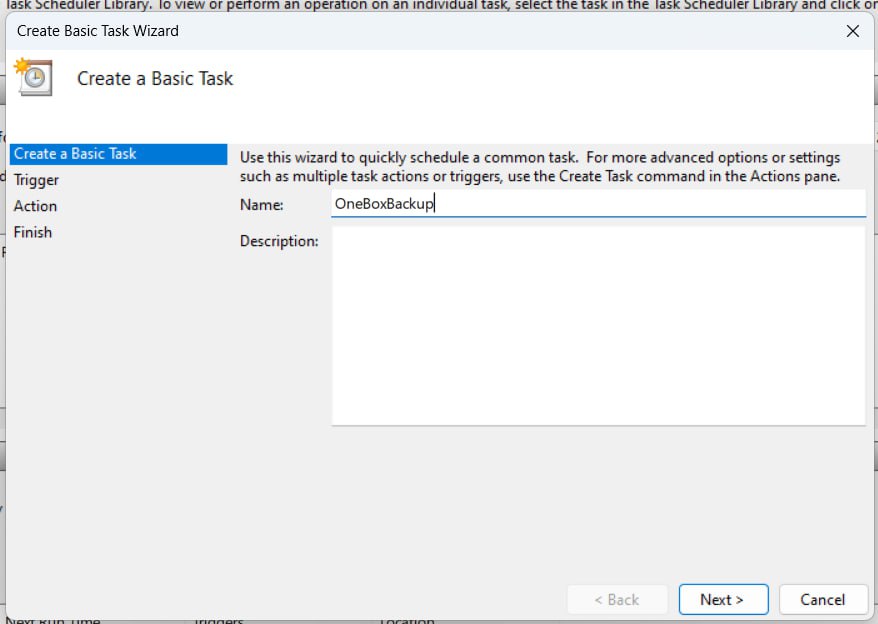 Task Scheduler Library. To view or perform an operation on an individual task, select the task in the Task Scheduler Library and click on
Create Basic Task Wizard
Create a Basic Task
Create a Basic Task
Trigger
Action
Finish
Use this wizard to quickly schedule a common task. For more advanced options or settings
such as multiple task actions or triggers, use the Create Task command in the Actions pane.
Name:
OneBoxBackup
Description:
< Back
Next >
Cancel
Next Run Time
Triggers
Location